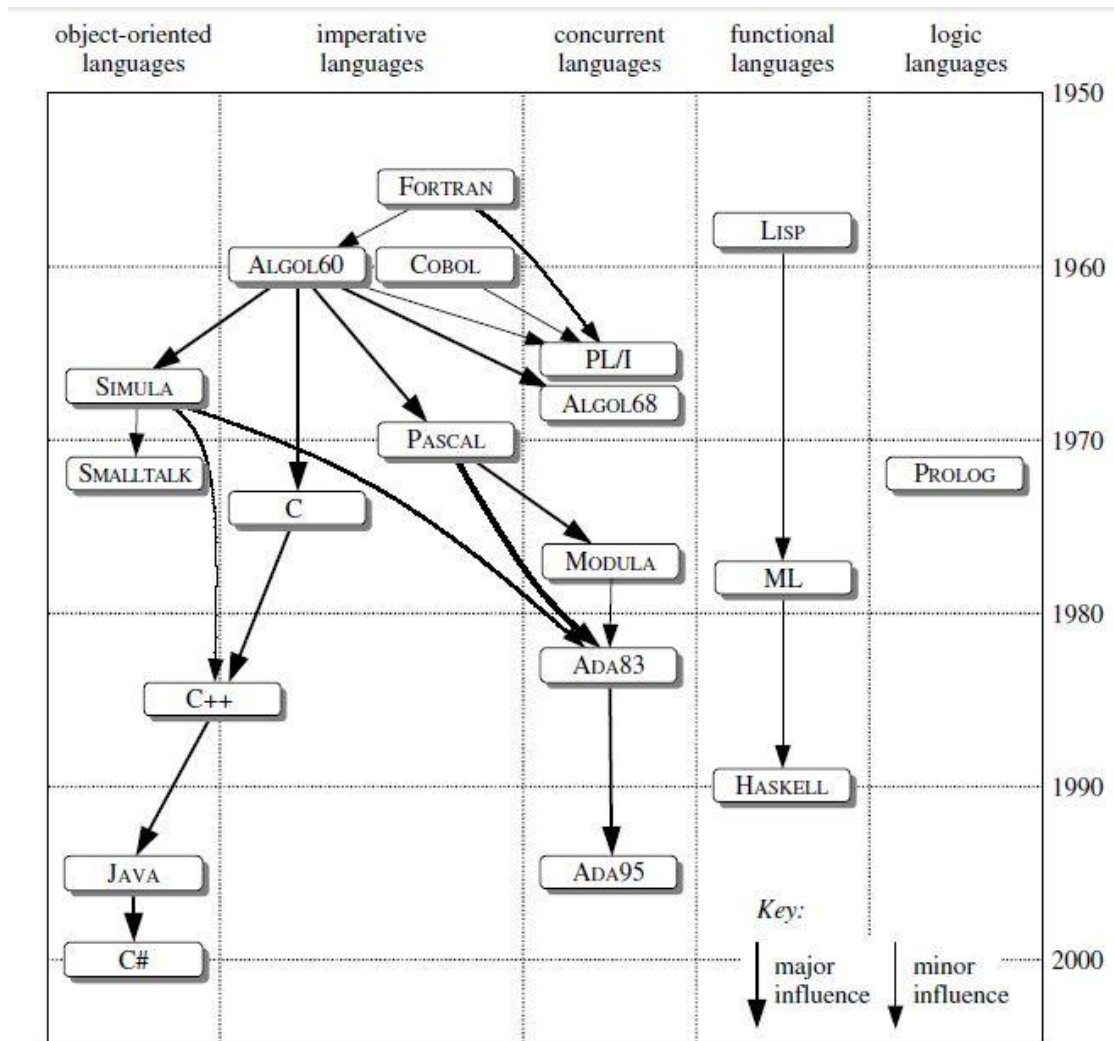 object-oriented
languages
imperative
languages
concurrent
languages
functional
languages
logic
languages
1950
FORTRAN
LISP
ALGOL60
COBOL
1960
PL/I
SIMULA
ALGOL68
PASCAL
1970
SMALLTALK
PROLOG
C
MODULA
ML
1980
ADA83
C++
HASKELL
1990
JAVA
ADA95
Key:
C#
2000
major
influence
minor
influence